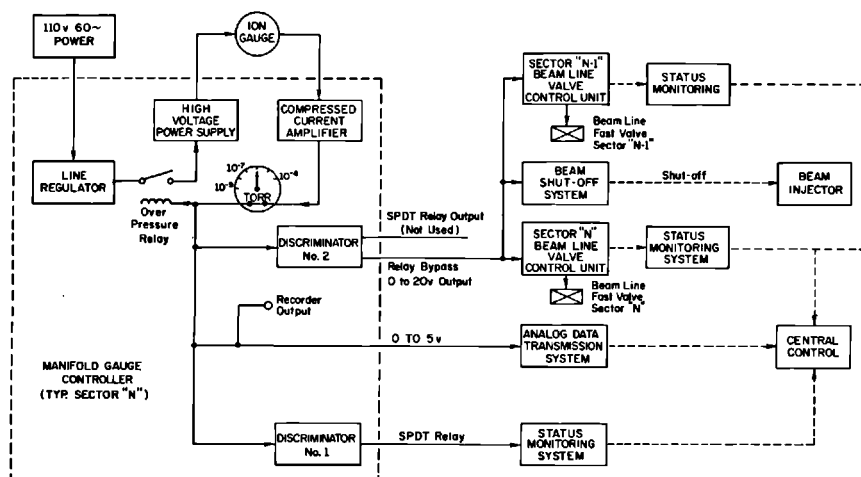 110v 60~
POWER
ION
GAUGE
HIGH
VOLTAGE
POWER SUPPLY
COMPRESSED
CURRENT
AMPLIFIER
LINE
REGULATOR
10-7
10-4
TORR
Over
Pressure
Relay
SPDT Relay Output
(Not Used)
DISCRIMINATOR
No. 2
Relay Bypass
0 to 20v Output
Recorder
Output
0 TO 5v
MANIFOLD GAUGE
CONTROLLER
(TYP. SECTOR "N")
DISCRIMINATOR
No. 1
SPDT Relay
SECTOR "N-1"
BEAM LINE
VALVE
CONTROL UNIT
STATUS
MONITORING
Beam Line
Fast Valve
Sector "N-1"
BEAM
SHUT-OFF
SYSTEM
Shut-off
BEAM
INJECTOR
SECTOR "N"
BEAM LINE
VALVE
CONTROL UNIT
STATUS
MONITORING
SYSTEM
Beam Line
Fast Valve
Sector "N"
ANALOG DATA
TRANSMISSION
SYSTEM
CENTRAL
CONTROL
STATUS
MONITORING
SYSTEM